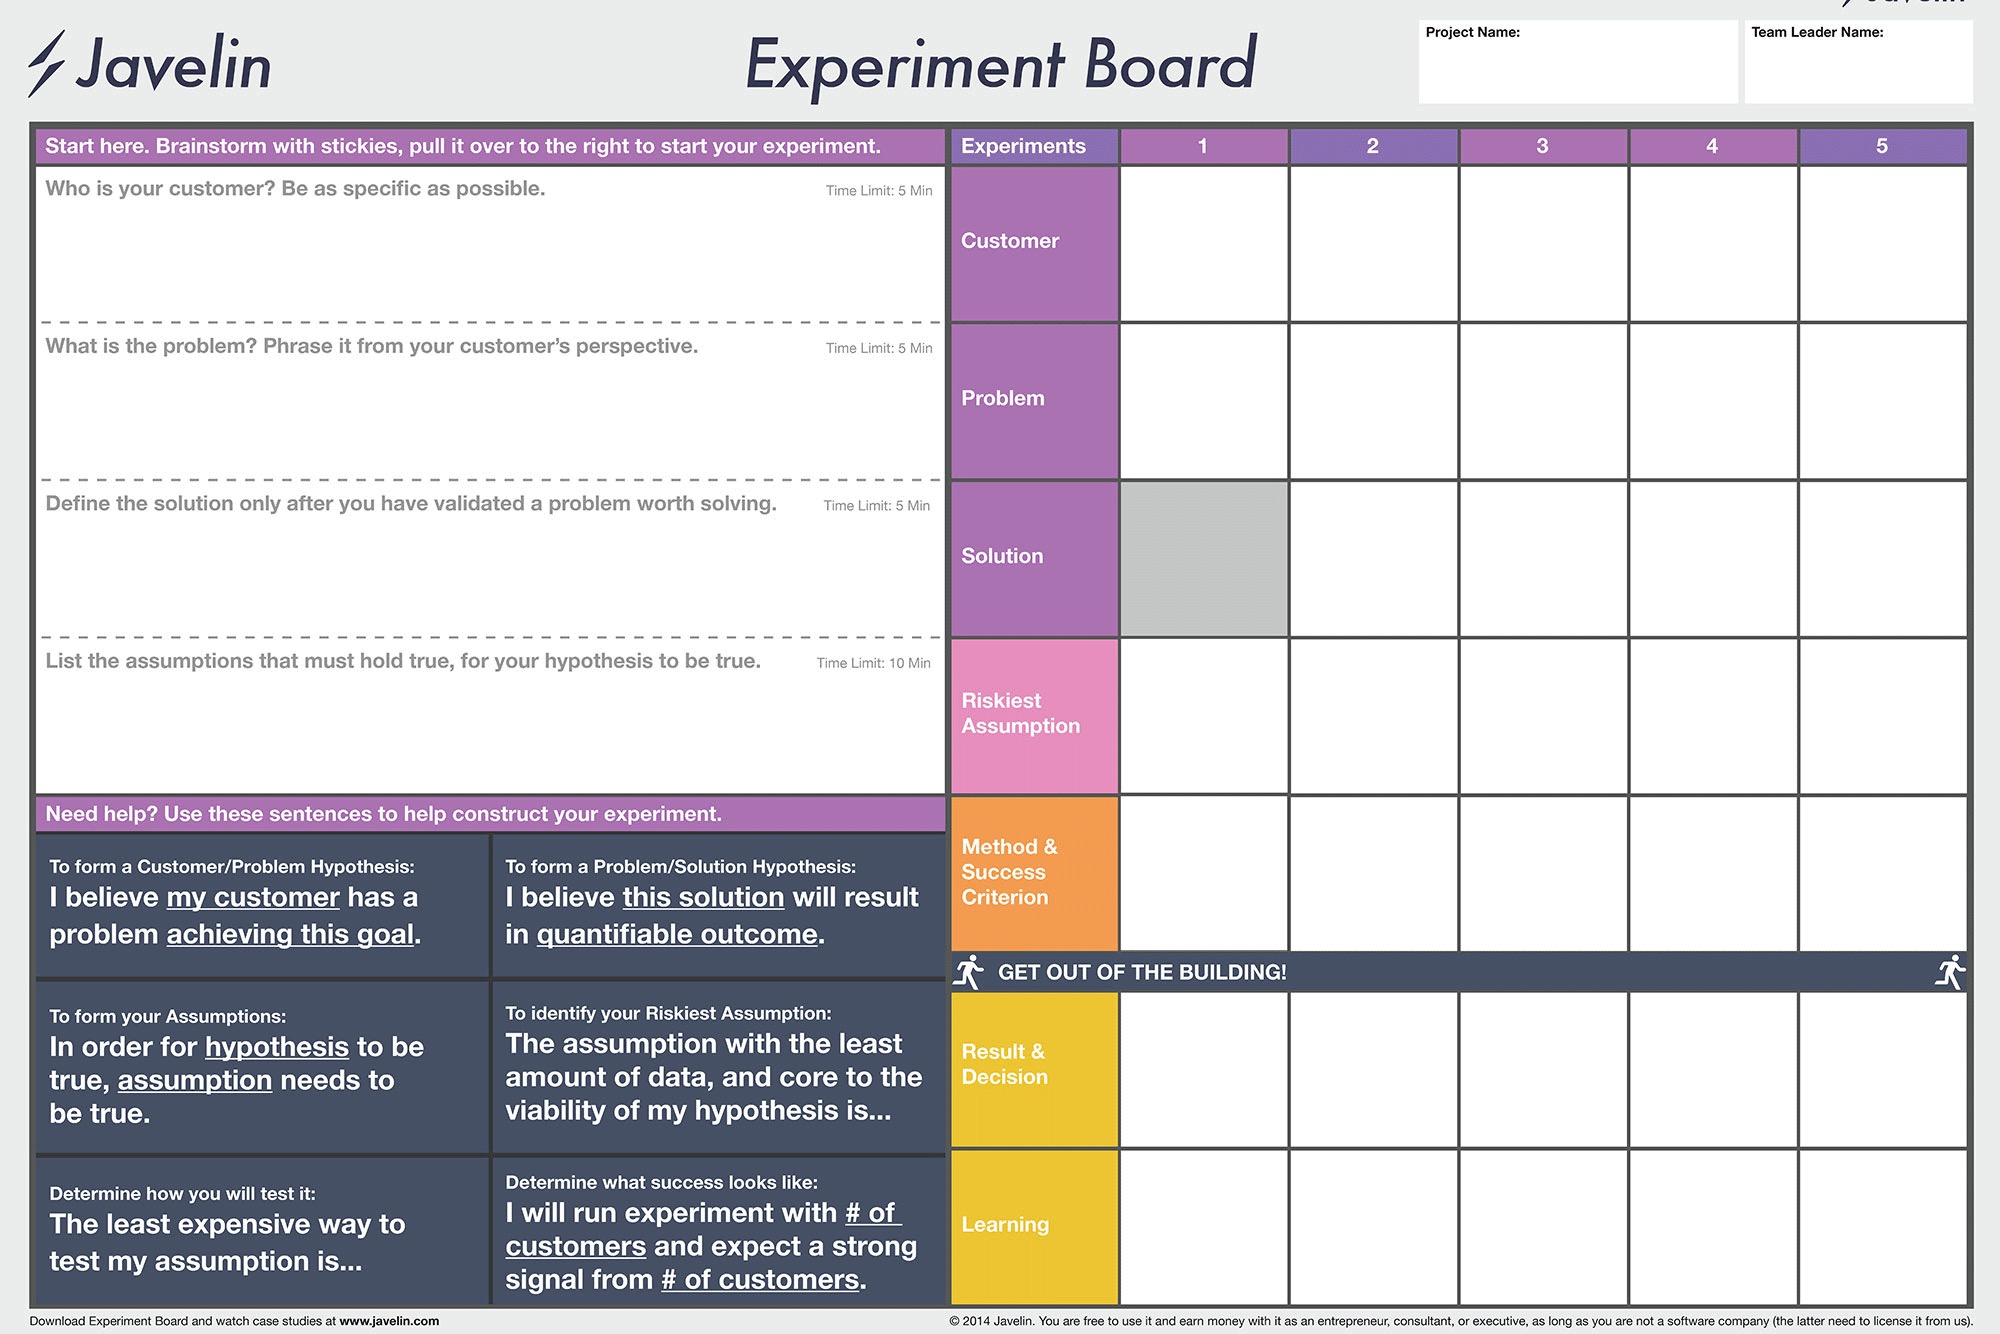 Javelin
Javelin
Experiment Board
Project Name:
Team Leader Name:
Start here. Brainstorm with stickies, pull it over to the right to start your experiment.
Who is your customer? Be as specific as possible.
Time Limit: 5 Min
What is the problem? Phrase it from your customer’s perspective.
Time Limit: 5 Min
Define the solution only after you have validated a problem worth solving.
Time Limit: 5 Min
List the assumptions that must hold true, for your hypothesis to be true.
Time Limit: 10 Min
Need help? Use these sentences to help construct your experiment.
To form a Customer/Problem Hypothesis:
I believe my customer has a
problem achieving this goal.
To form a Problem/Solution Hypothesis:
I believe this solution will result
in quantifiable outcome.
To form your Assumptions:
In order for hypothesis to be
true, assumption needs to
be true.
To identify your Riskiest Assumption:
The assumption with the least
amount of data, and core to the
viability of my hypothesis is...
Determine how you will test it:
The least expensive way to
test my assumption is...
Determine what success looks like:
I will run experiment with # of
customers and expect a strong
signal from # of customers.
Experiments
1
2
3
4
5
Customer
Problem
Solution
Riskiest
Assumption
Method &
Success
Criterion
GET OUT OF THE BUILDING!
Result &
Decision
Learning
Download Experiment Board and watch case studies at www.javelin.com
© 2014 Javelin. You are free to use it and earn money with it as an entrepreneur, consultant, or executive, as long as you are not a software company (the latter need to license it from us).